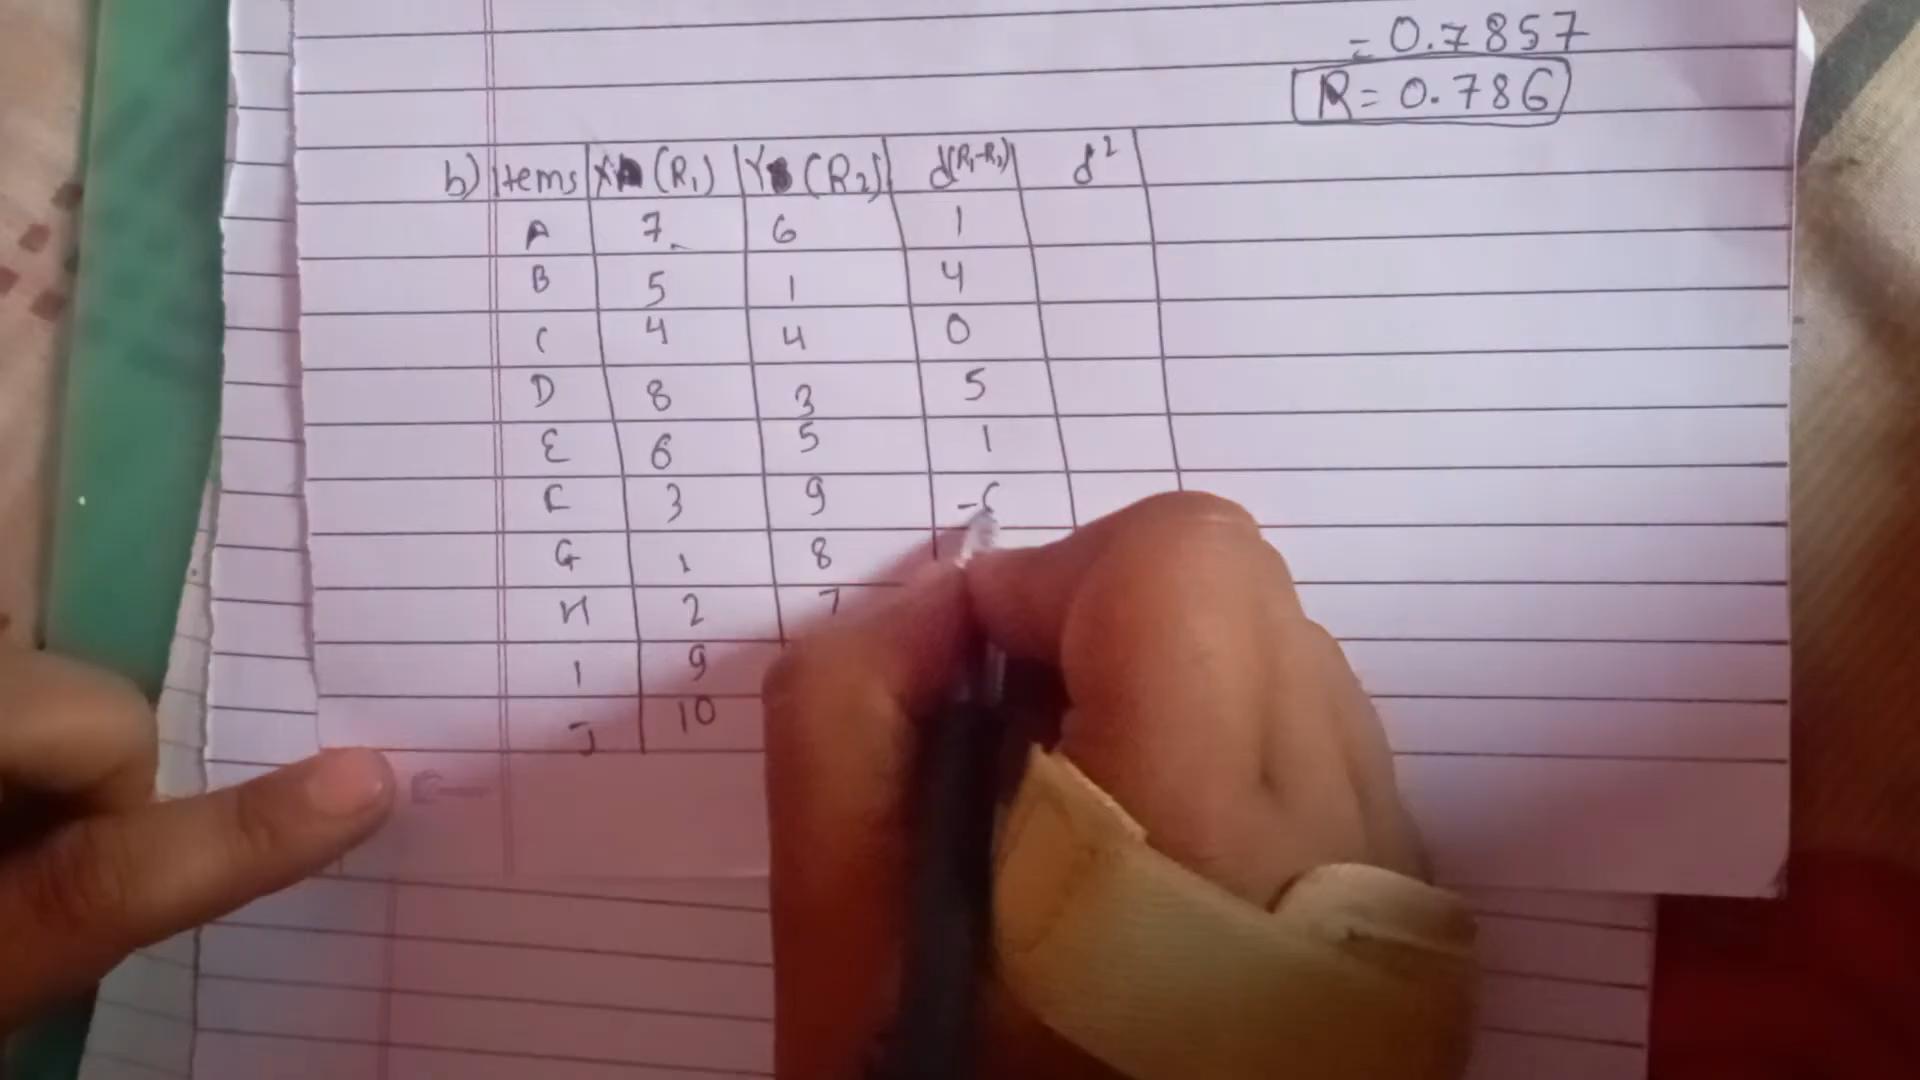 = 0.7857
R = 0.786
b) Items X (R₁) Y (R₂) d(R₁-R₂) d²
A 7 6 1
B 5 1 4
C 4 4 0
D 8 3 5
E 6 5 1
F 3 9 -6
G 1 8
H 2 7
I 9
J 10